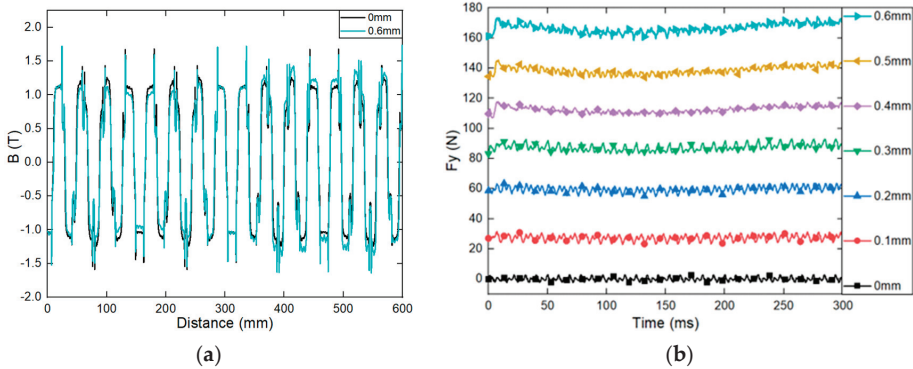 0mm
0.6mm
2.0
1.5
1.0
0.5
0.0
-0.5
-1.0
-1.5
2.0
B (T)
0 100 200 300 400 500 600
Distance (mm)
(a)
180
160
140
120
100
80
60
40
20
0
Fy (N)
0 50 100 150 200 250 300
Time (ms)
0.6mm
0.5mm
0.4mm
0.3mm
0.2mm
0.1mm
0mm
(b)